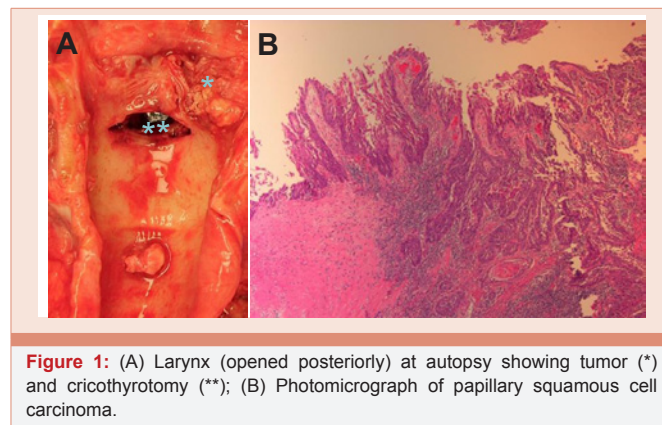 A
B
*
**
Figure 1: (A) Larynx (opened posteriorly) at autopsy showing tumor (*)
and cricothyrotomy (**); (B) Photomicrograph of papillary squamous cell
carcinoma.